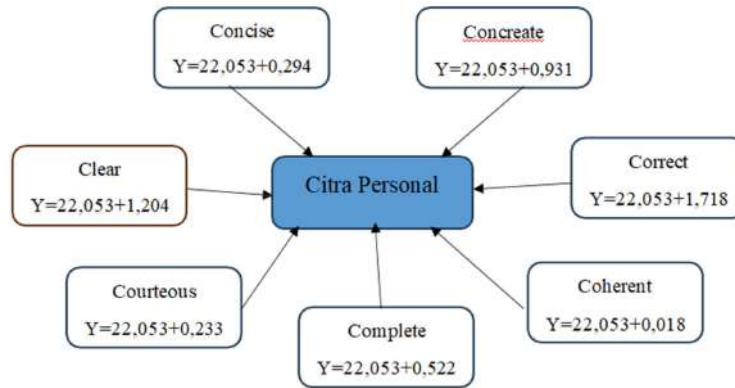 Concise
Y=22,053+0,294
Concreate
Y=22,053+0,931
Clear
Y=22,053+1,204
Citra Personal
Correct
Y=22,053+1,718
Courteous
Y=22,053+0,233
Complete
Y=22,053+0,522
Coherent
Y=22,053+0,018